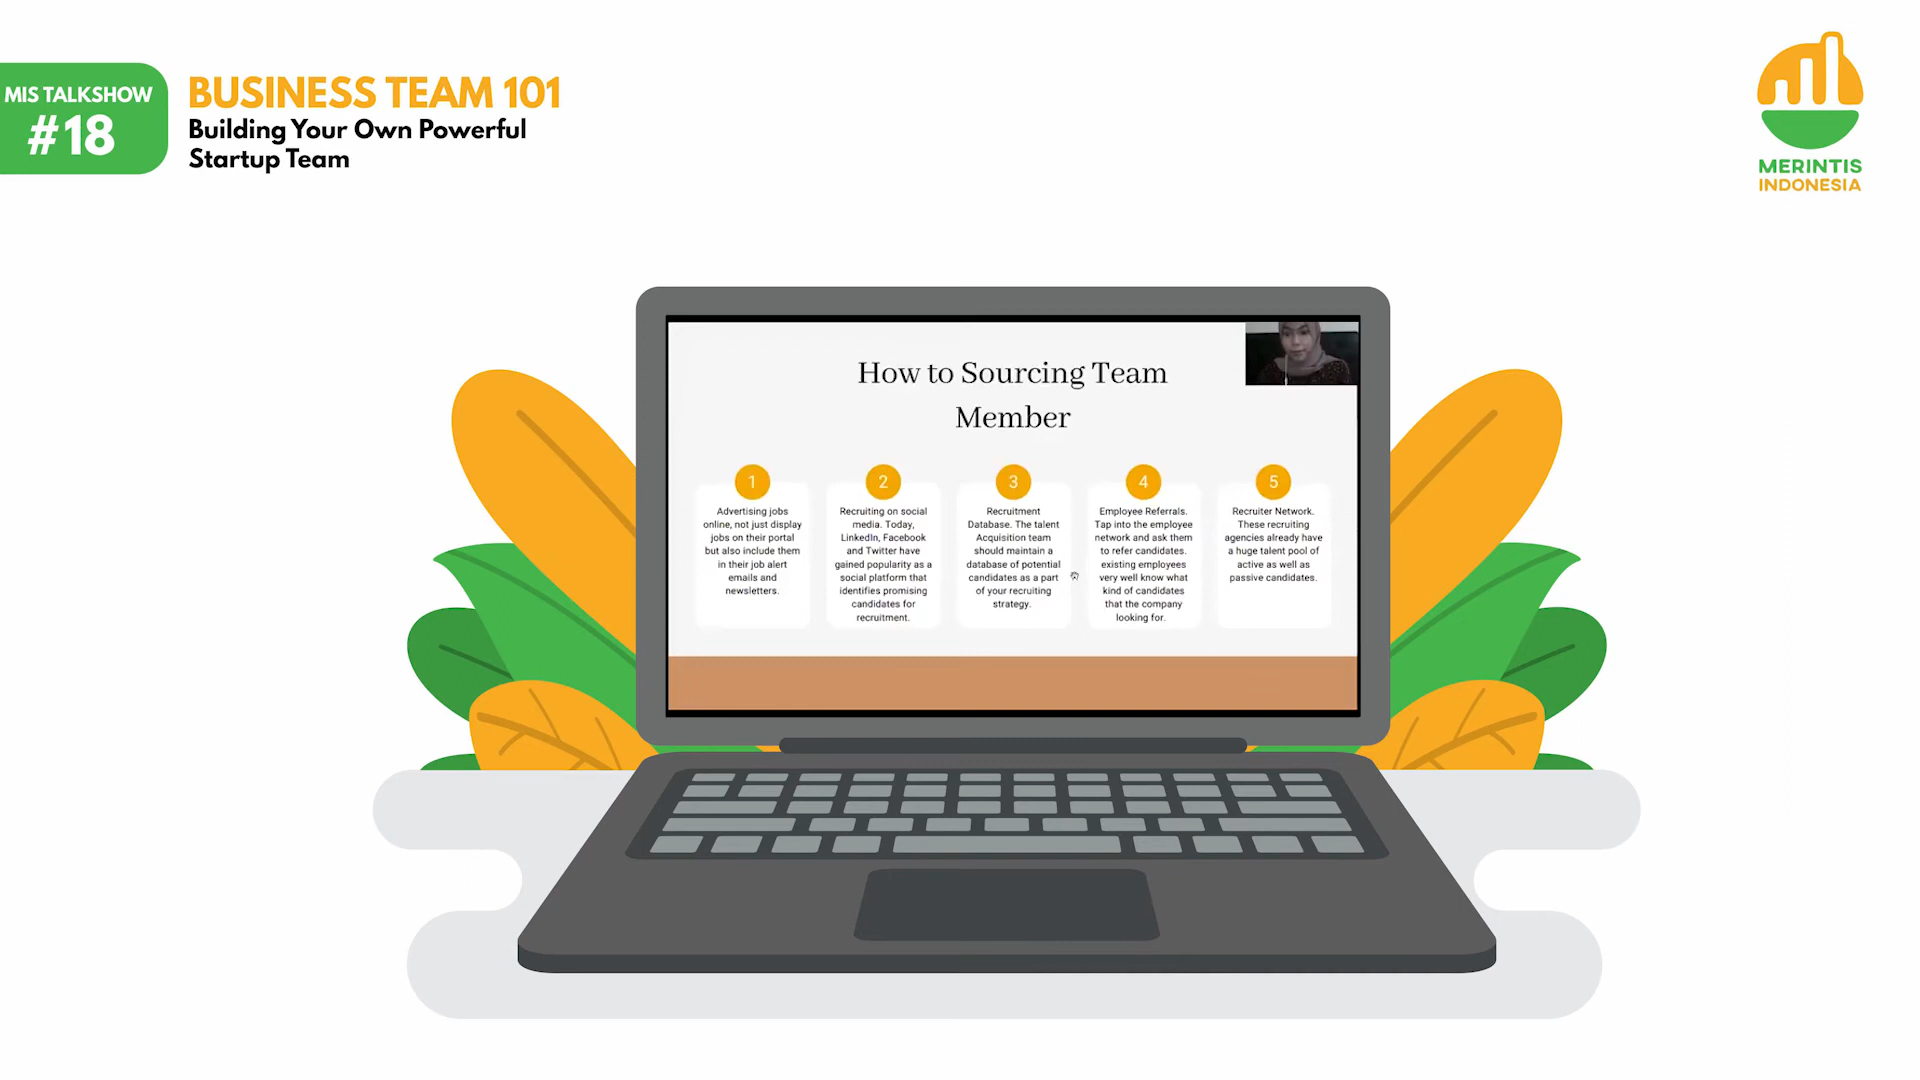 MIS TALKSHOW
#18
BUSINESS TEAM 101
Building Your Own Powerful
Startup Team
MERINTIS
INDONESIA
How to Sourcing Team
Member
1
Advertising jobs
online, not just display
jobs on their portal
but also include them
in their job alert
emails and
newsletters.
2
Recruiting on social
media. Today,
LinkedIn, Facebook
and Twitter have
gained popularity as a
social platform that
identifies promising
candidates for
recruitment.
3
Recruitment
Database. The talent
Acquisition team
should maintain a
database of potential
candidates as a part
of your recruiting
strategy.
4
Employee Referrals.
Tap into the employee
network and ask them
to refer candidates.
existing employees
very well know what
kind of candidates
that the company
looking for.
5
Recruiter Network.
These recruiting
agencies already have
a huge talent pool of
active as well as
passive candidates.